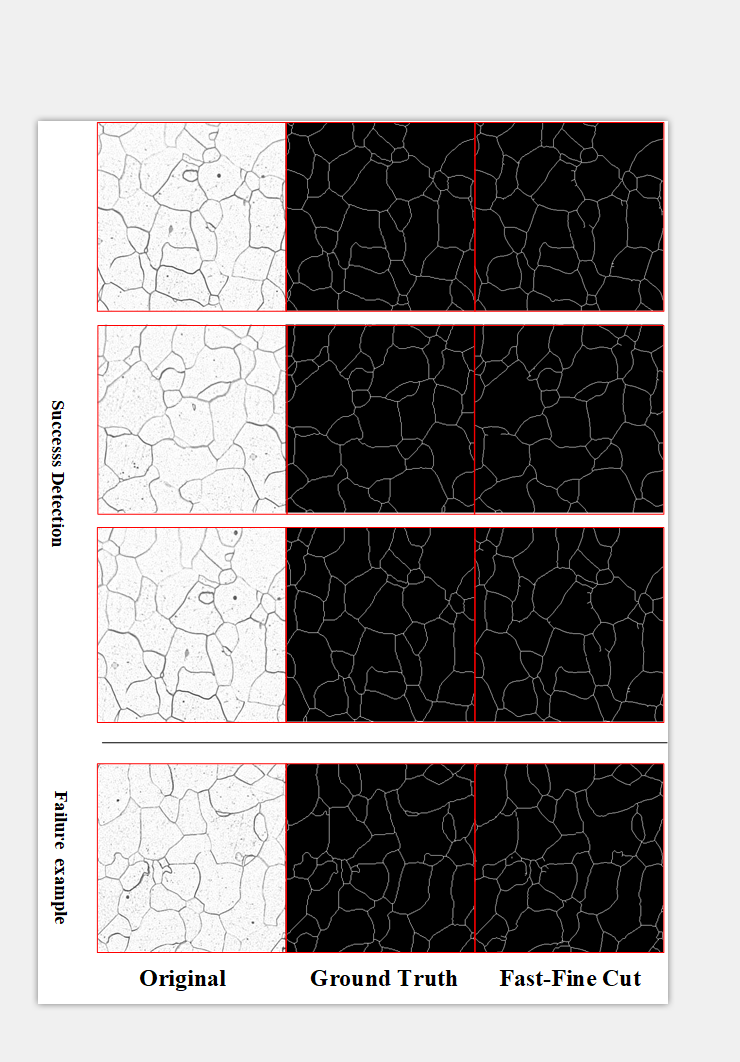 Successs Detection
Failure example
Original
Ground Truth
Fast-Fine Cut